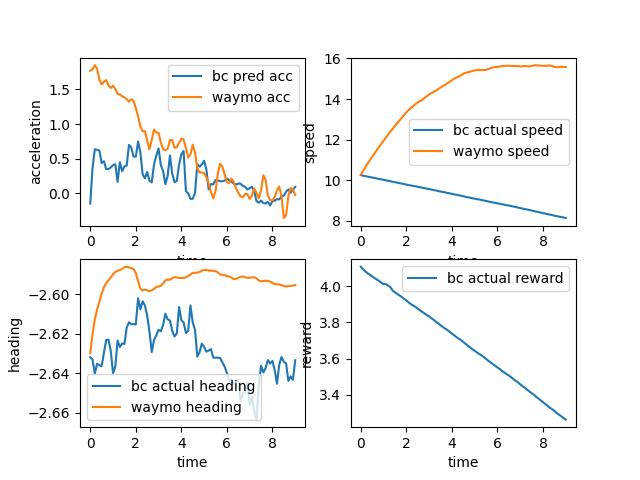 bc pred acc
waymo acc
acceleration
1.5
1.0
0.5
0.0
0 2 4 6 8
time
16
14
12
10
8
speed
bc actual speed
waymo speed
0 2 4 6 8
time
−2.60
−2.62
−2.64
−2.66
heading
bc actual heading
waymo heading
0 2 4 6 8
time
bc actual reward
4.0
3.8
3.6
3.4
reward
0 2 4 6 8
time